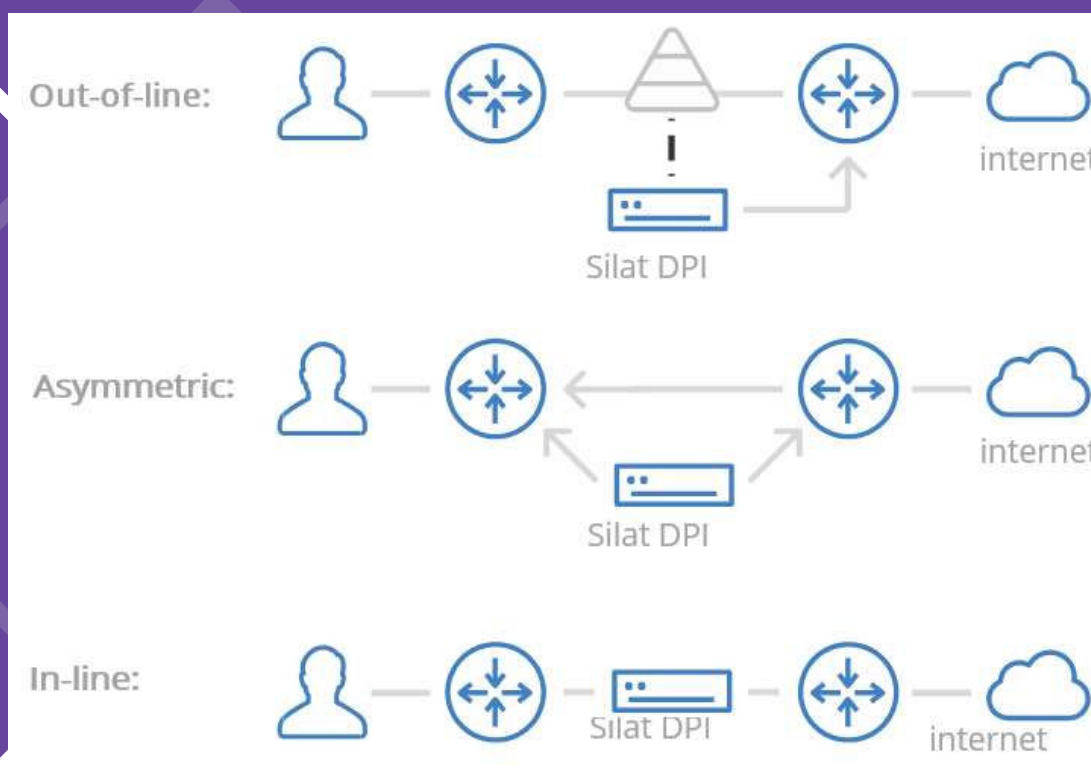 Out-of-line:
internet
Silat DPI
Asymmetric:
internet
Silat DPI
In-line:
Silat DPI
internet